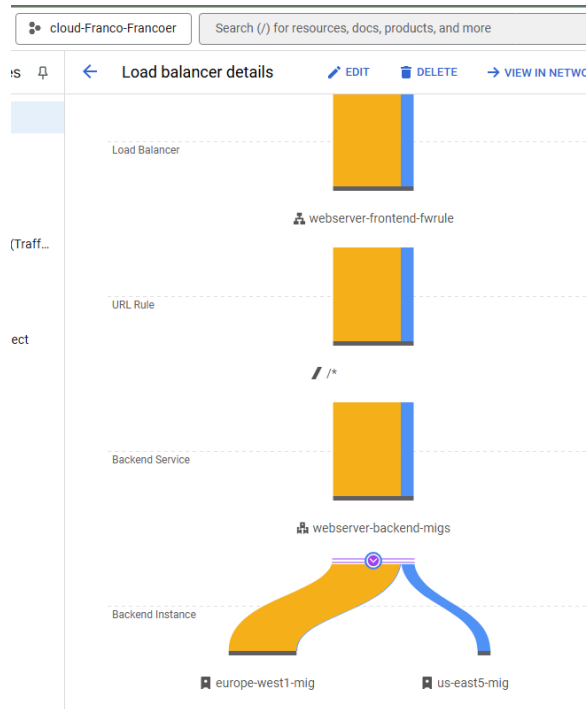 cloud-Franco-Francoer
Search (/) for resources, docs, products, and more
es
Load balancer details
EDIT
DELETE
VIEW IN NETWO
Load Balancer
webserver-frontend-fwrule
(Traff...
URL Rule
ect
/*
Backend Service
webserver-backend-migs
Backend Instance
europe-west1-mig
us-east5-mig